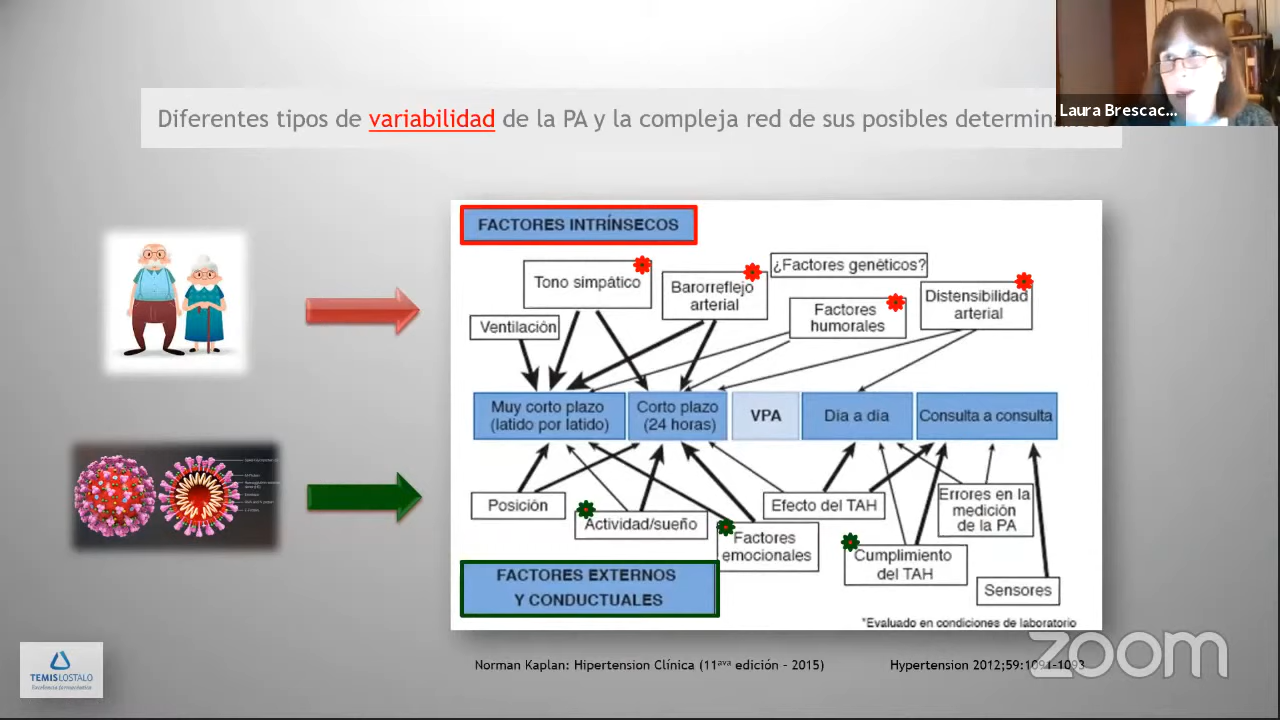 Laura Brescac...
Diferentes tipos de variabilidad de la PA y la compleja red de sus posibles
FACTORES INTRÍNSECOS
Tono simpático
Barorreflejo
arterial
¿Factores genéticos?
Factores
humorales
Distensibilidad
arterial
Ventilación
Muy corto plazo
(latido por latido)
Corto plazo
(24 horas)
VPA
Día a día
Consulta a consulta
Posición
Actividad/sueño
Factores
emocionales
Efecto del TAH
Cumplimiento
del TAH
Errores en la
medición
de la PA
Sensores
FACTORES EXTERNOS
Y CONDUCTUALES
*Evaluado en condiciones de laboratorio
Norman Kaplan: Hipertension Clínica (11ava edición - 2015)
Hypertension 2012;59:1091-1093
zoom
TEMISLOSTALO
Excelencia farmacéutica